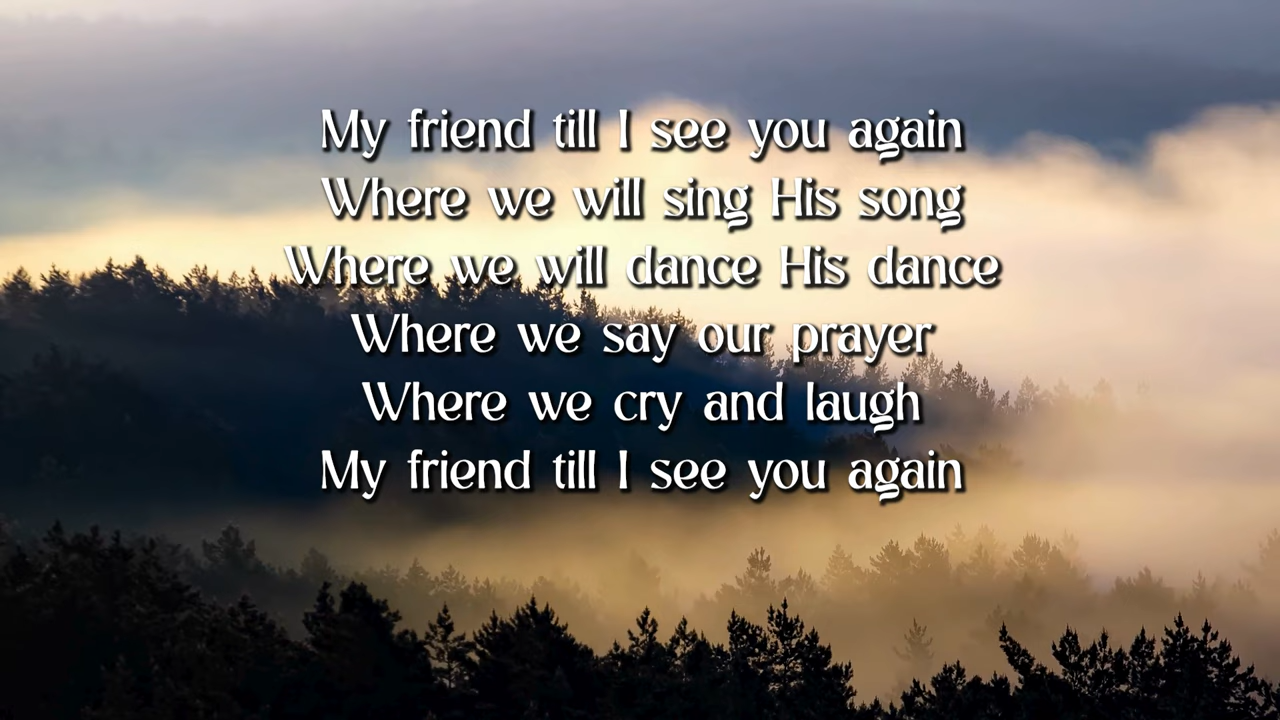 My friend till I see you again
Where we will sing His song
Where we will dance His dance
Where we say our prayer
Where we cry and laugh
My friend till I see you again